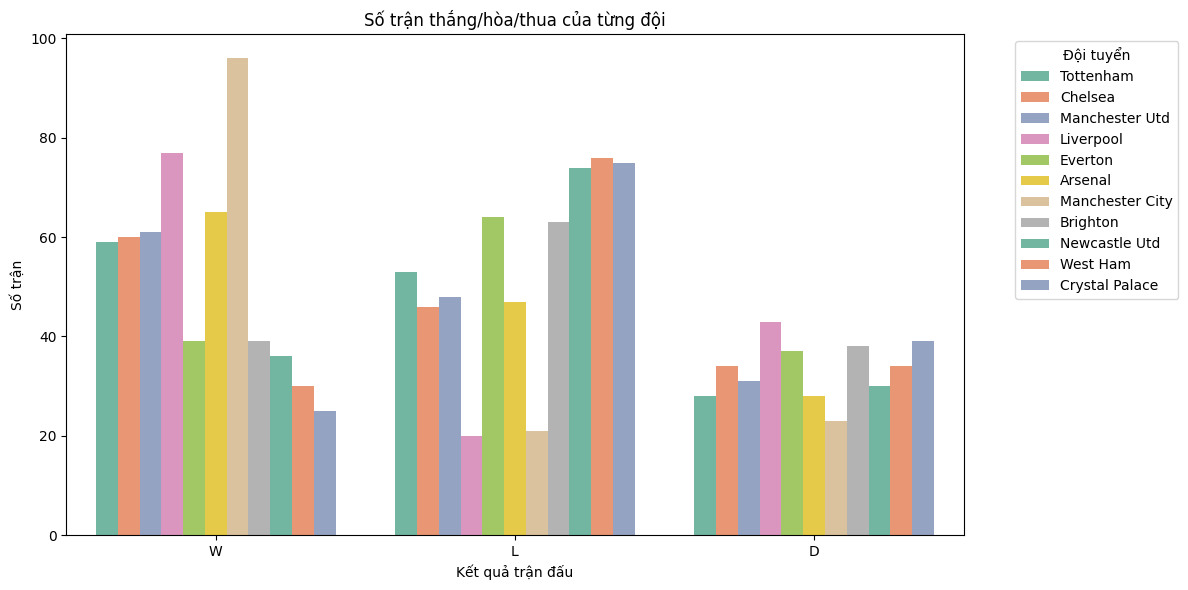 Số trận thắng/hòa/thua của từng đội
100
80
60
40
20
0
Số trận
W
L
D
Kết quả trận đấu
Đội tuyển
Tottenham
Chelsea
Manchester Utd
Liverpool
Everton
Arsenal
Manchester City
Brighton
Newcastle Utd
West Ham
Crystal Palace